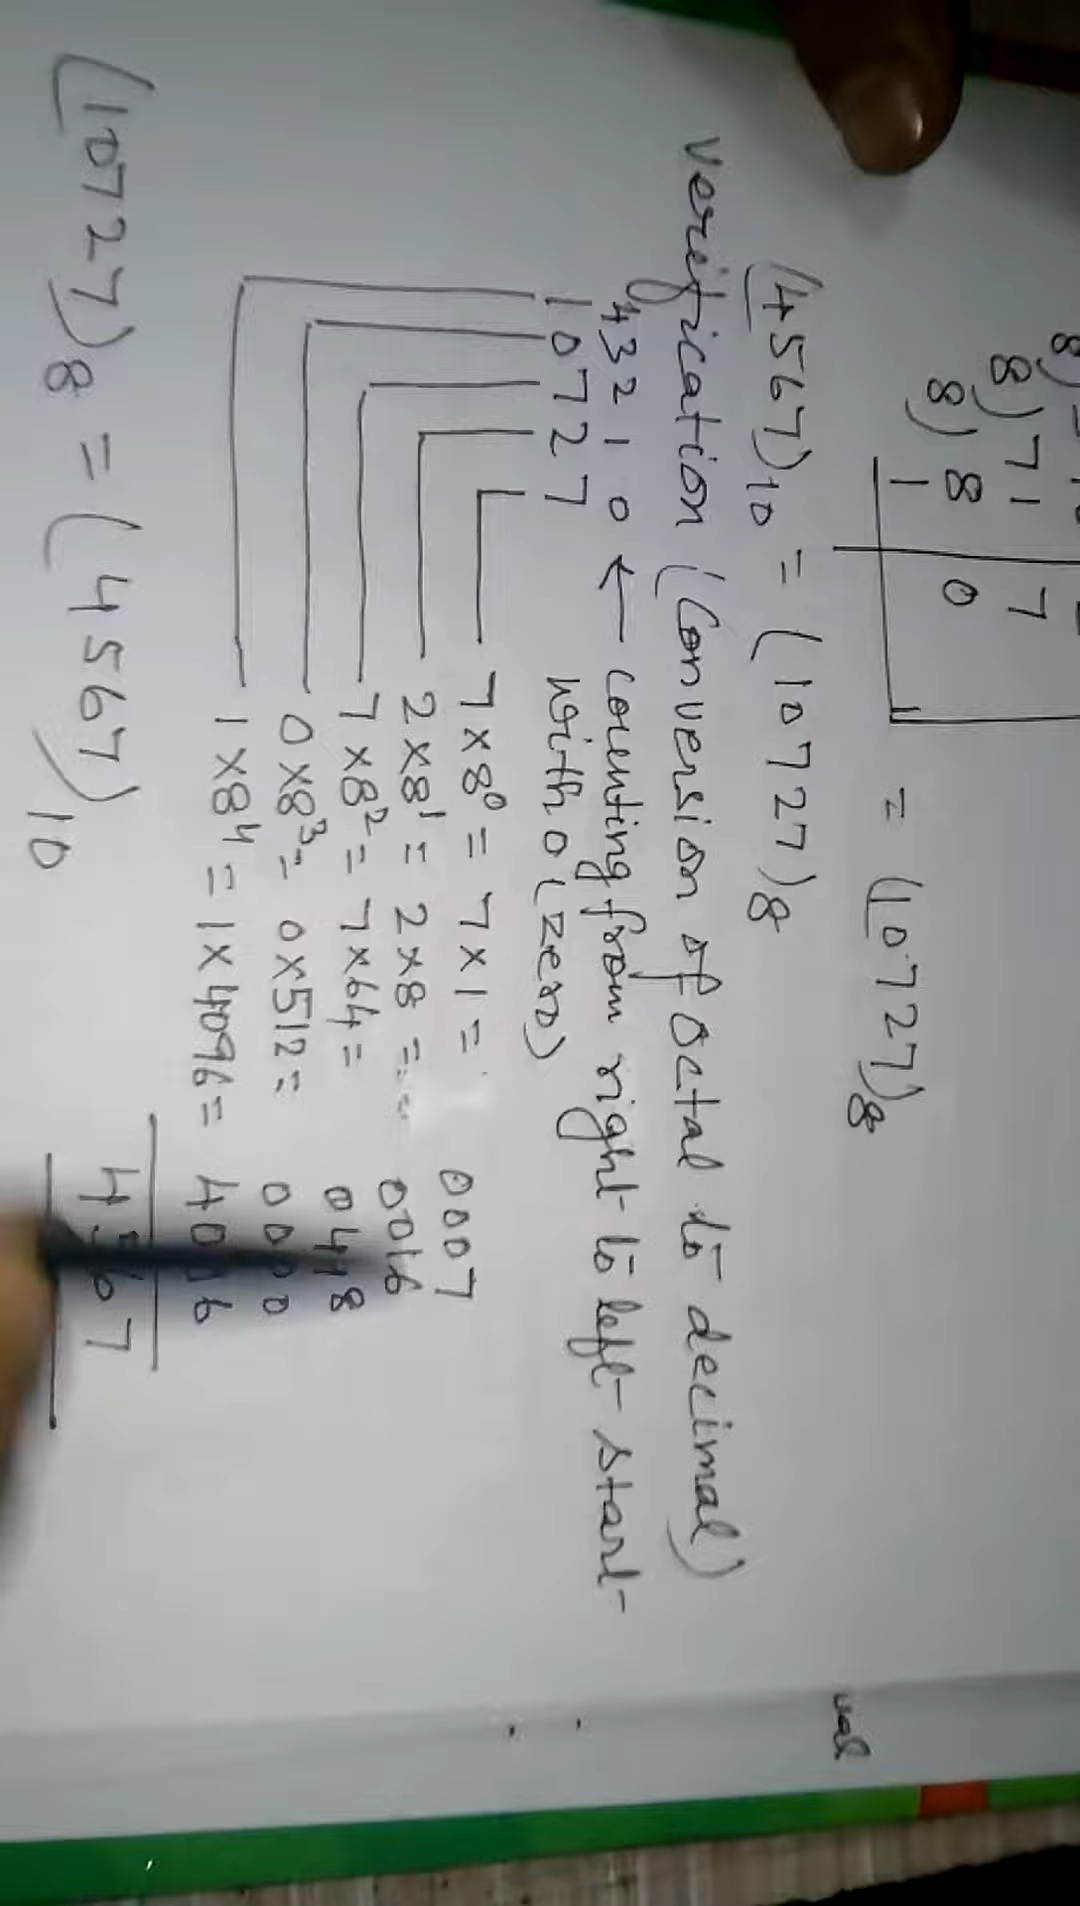 8) 71 7
8) 8 0
1
= (10727)8
(4567)10 = (10727)8
verification (Conversion of Octal to decimal)
4 3 2 1 0 ← counting from right to left start
1 0 7 2 7 with 0 (zero)
7 × 8⁰ = 7 × 1 = 0007
2 × 8¹ = 2 × 8 = 0016
7 × 8² = 7 × 64 = 0448
0 × 8³ = 0 × 512 = 0000
1 × 8⁴ = 1 × 4096 = 4096
4567
(10727)8 = (4567)10